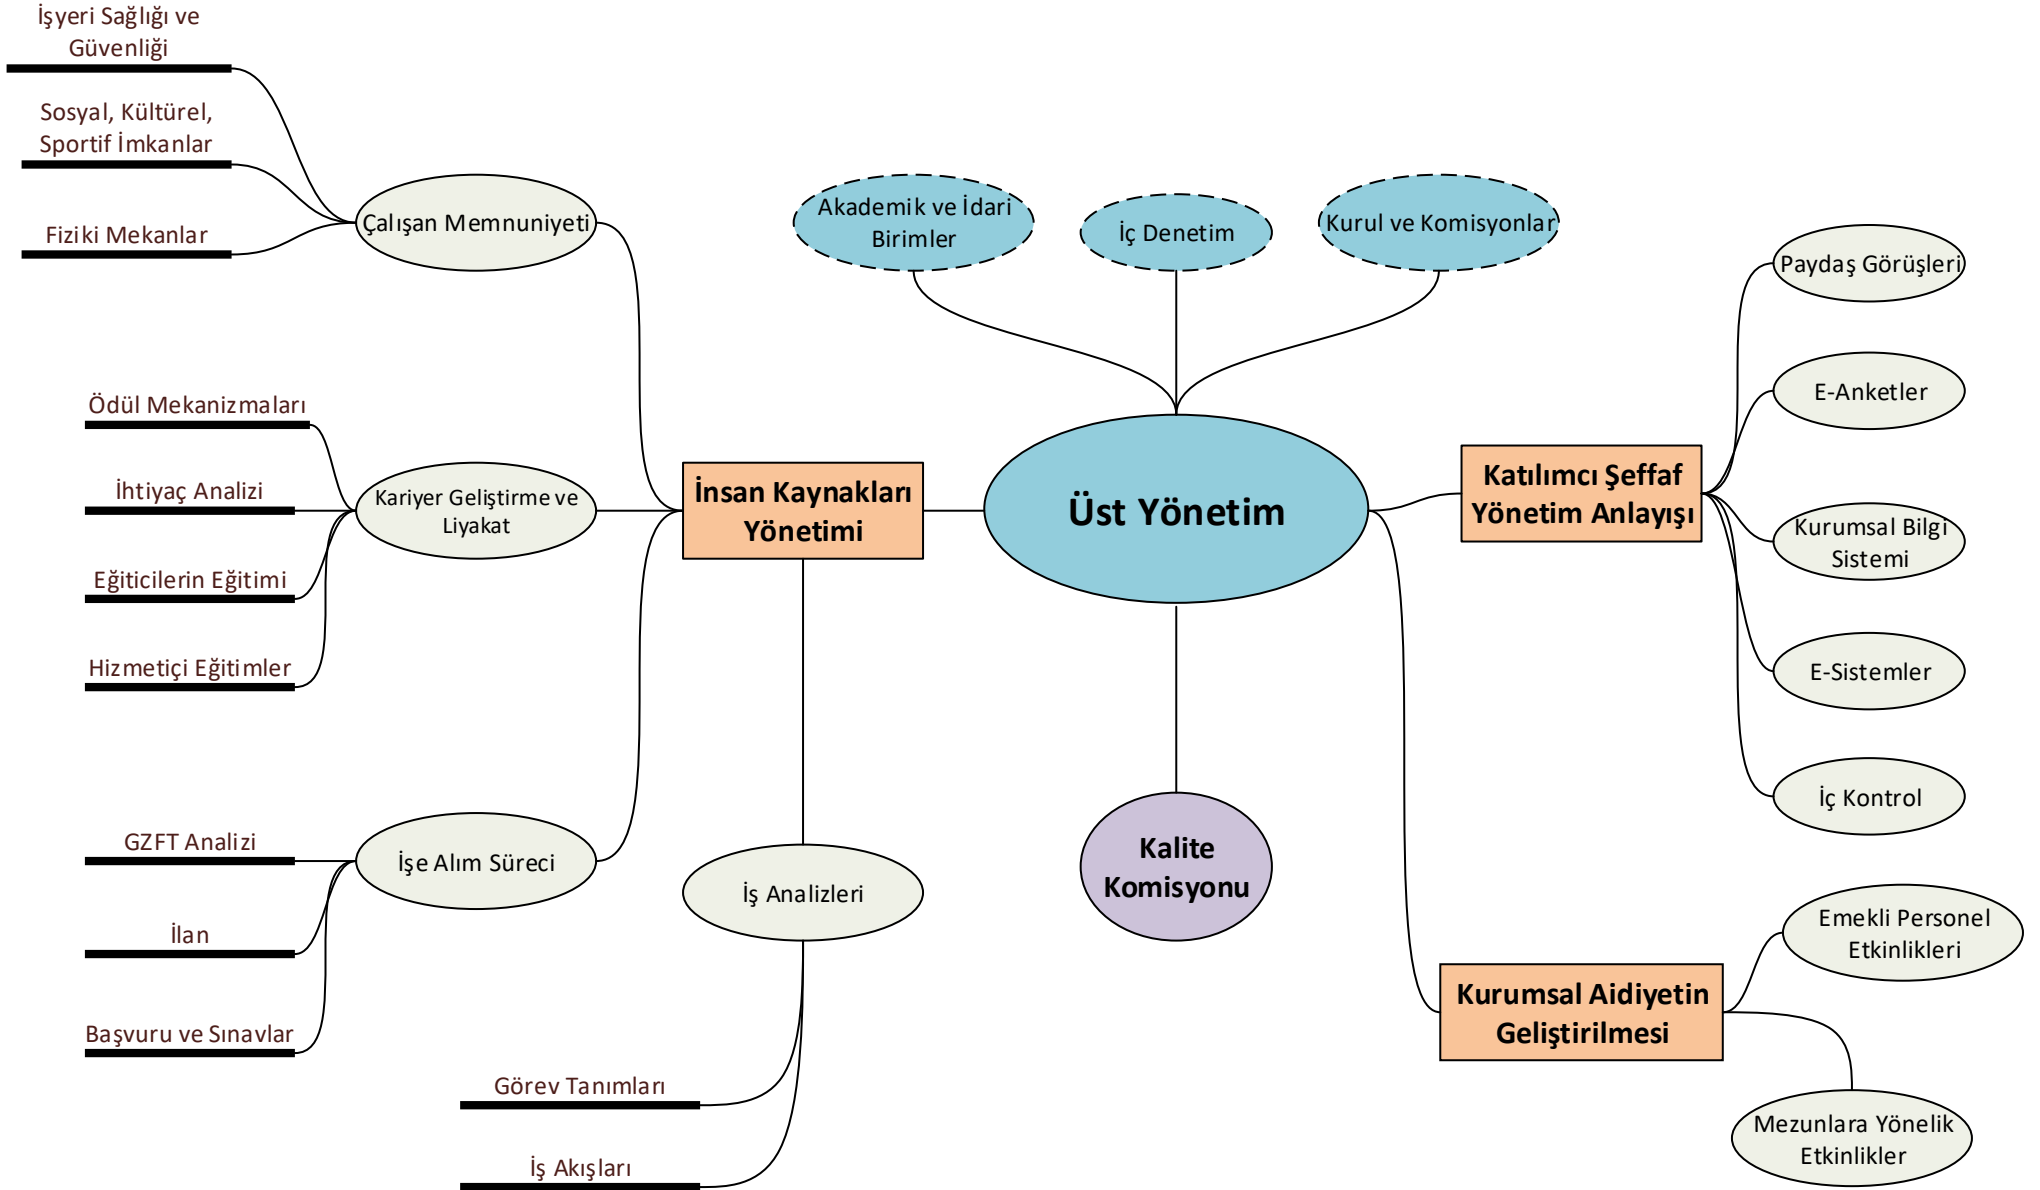 İşyeri Sağlığı ve
Güvenliği
Sosyal, Kültürel,
Sportif İmkanlar
Fiziki Mekanlar
Çalışan Memnuniyeti
Ödül Mekanizmaları
İhtiyaç Analizi
Eğiticilerin Eğitimi
Hizmetiçi Eğitimler
Kariyer Geliştirme ve
Liyakat
GZFT Analizi
İlan
Başvuru ve Sınavlar
İşe Alım Süreci
İnsan Kaynakları
Yönetimi
İş Analizleri
Görev Tanımları
İş Akışları
Akademik ve İdari
Birimler
İç Denetim
Kurul ve Komisyonlar
Üst Yönetim
Kalite
Komisyonu
Katılımcı Şeffaf
Yönetim Anlayışı
Paydaş Görüşleri
E-Anketler
Kurumsal Bilgi
Sistemi
E-Sistemler
İç Kontrol
Kurumsal Aidiyetin
Geliştirilmesi
Emekli Personel
Etkinlikleri
Mezunlara Yönelik
Etkinlikler